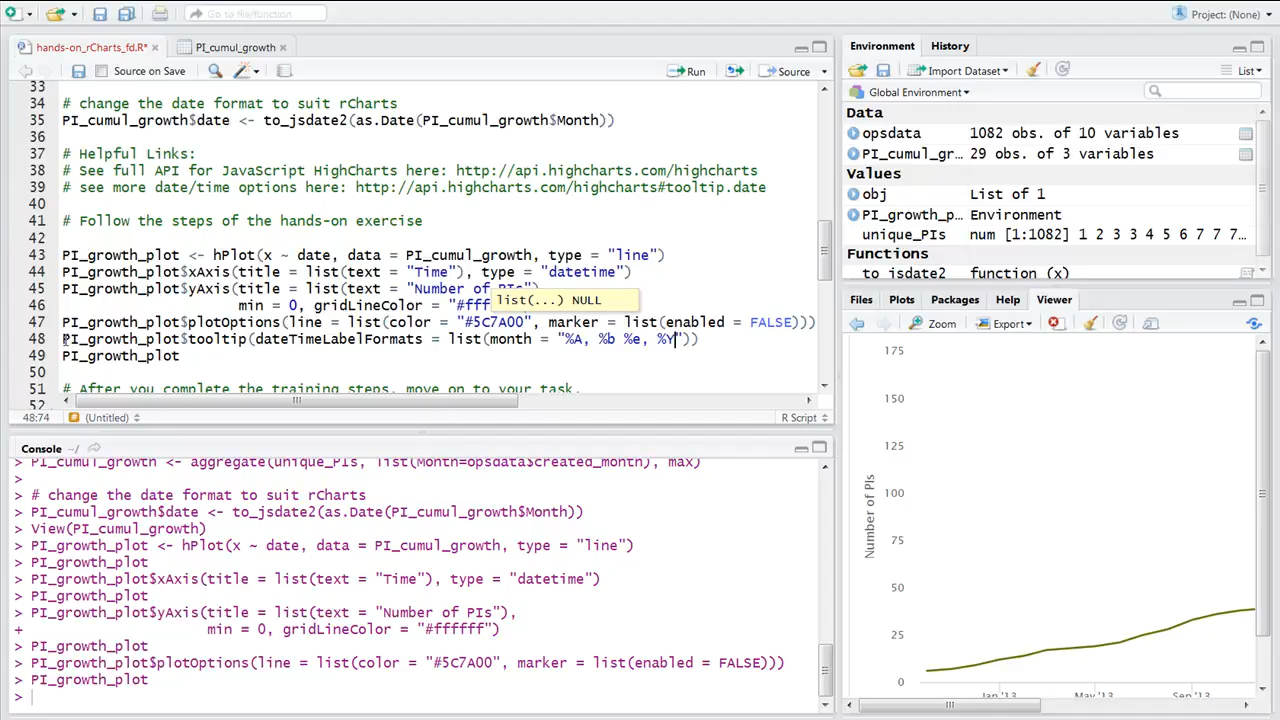 Go to file/function
Project: (None)
hands-on_rCharts_fd.R*
PI_cumul_growth
Source on Save
Run
Source
33
34 # change the date format to suit rCharts
35 PI_cumul_growth$date <- to_jsdate2(as.Date(PI_cumul_growth$Month))
36
37 # Helpful Links:
38 # See full API for JavaScript HighCharts here: http://api.highcharts.com/highcharts
39 # see more date/time options here: http://api.highcharts.com/highcharts#tooltip.date
40
41 # Follow the steps of the hands-on exercise
42
43 PI_growth_plot <- hPlot(x ~ date, data = PI_cumul_growth, type = "line")
44 PI_growth_plot$xAxis(title = list(text = "Time"), type = "datetime")
45 PI_growth_plot$yAxis(title = list(text = "Number of PIs"),
list(...) NULL
46 min = 0, gridLineColor = "#fff
47 PI_growth_plot$plotOptions(line = list(color = "#5C7A00", marker = list(enabled = FALSE)))
48 PI_growth_plot$tooltip(dateTimeLabelFormats = list(month = "%A, %b %e, %Y"))
49 PI_growth_plot
50
51 # After you complete the training steps, move on to your task.
52
48:74
(Untitled)
R Script
Console ~/
> PI_cumul_growth <- aggregate(unique_PIs, list(Month=opsdata$created_month), max)
>
> # change the date format to suit rCharts
> PI_cumul_growth$date <- to_jsdate2(as.Date(PI_cumul_growth$Month))
> View(PI_cumul_growth)
> PI_growth_plot <- hPlot(x ~ date, data = PI_cumul_growth, type = "line")
> PI_growth_plot
> PI_growth_plot$xAxis(title = list(text = "Time"), type = "datetime")
> PI_growth_plot
> PI_growth_plot$yAxis(title = list(text = "Number of PIs"),
+ min = 0, gridLineColor = "#ffffff")
> PI_growth_plot
> PI_growth_plot$plotOptions(line = list(color = "#5C7A00", marker = list(enabled = FALSE)))
> PI_growth_plot
>
Environment
History
Import Dataset
List
Global Environment
Data
opsdata 1082 obs. of 10 variables
PI_cumul_gr… 29 obs. of 3 variables
Values
obj List of 1
PI_growth_p… Environment
unique_PIs num [1:1082] 1 2 3 3 4 5 6 7 7 7…
Functions
to_jsdate2 function (x)
Files
Plots
Packages
Help
Viewer
Zoom
Export
175
150
125
100
75
50
25
0
Number of PIs
Jan '13
May '13
Sep '13